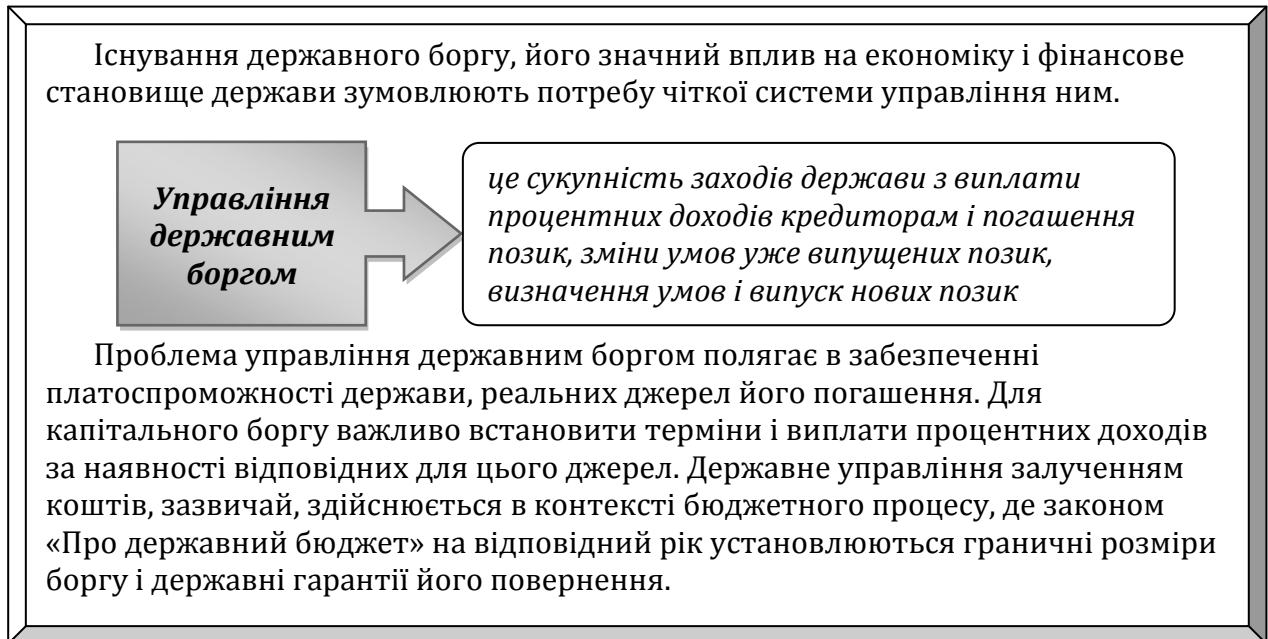 Існування державного боргу, його значний вплив на економіку і фінансове
становище держави зумовлюють потребу чіткої системи управління ним.
Управління
державним
боргом
це сукупність заходів держави з виплати
процентних доходів кредиторам і погашення
позик, зміни умов уже випущених позик,
визначення умов і випуск нових позик
Проблема управління державним боргом полягає в забезпеченні
платоспроможності держави, реальних джерел його погашення. Для
капітального боргу важливо встановити терміни і виплати процентних доходів
за наявності відповідних для цього джерел. Державне управління залученням
коштів, зазвичай, здійснюється в контексті бюджетного процесу, де законом
«Про державний бюджет» на відповідний рік установлюються граничні розміри
боргу і державні гарантії його повернення.